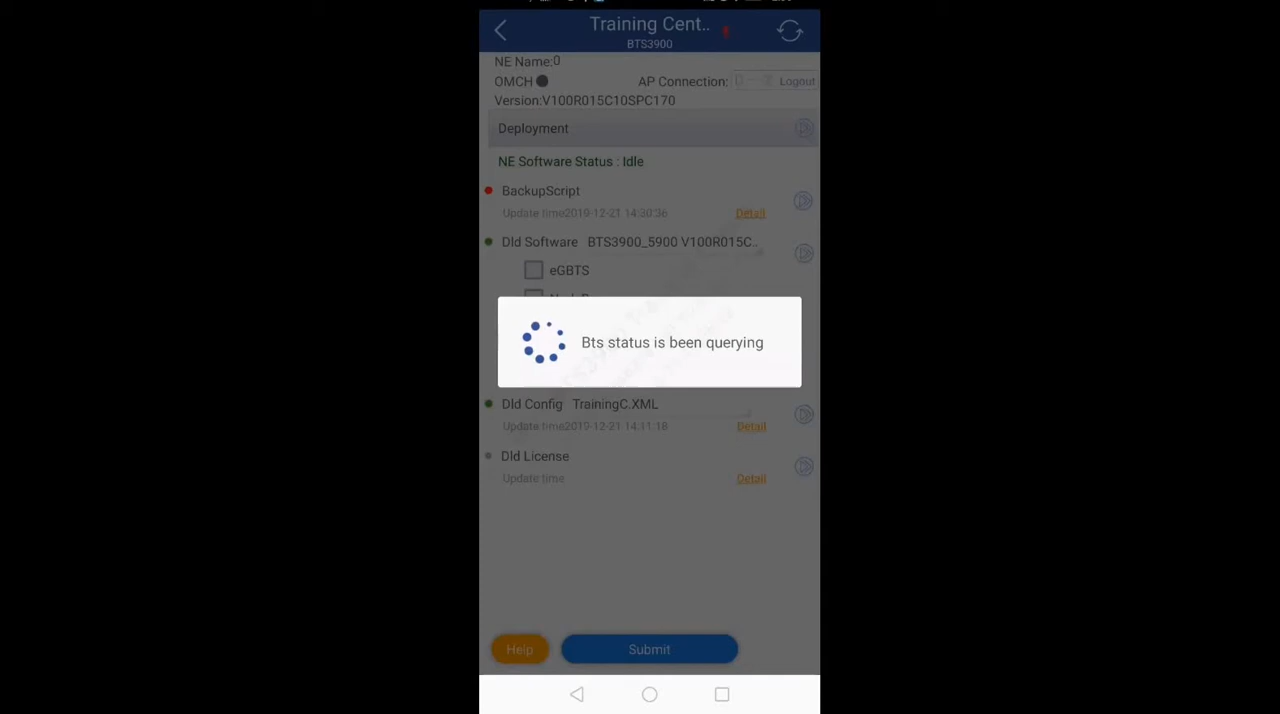 Training Cent..
BTS3900
NE Name:0
OMCH AP Connection: Logout
Version:V100R015C10SPC170
Deployment
NE Software Status : Idle
BackupScript
Update time2019-12-21 14:30:36 Detail
Dld Software BTS3900_5900 V100R015C..
eGBTS
Bts status is been querying
Dld Config TrainingC.XML
Update time2019-12-21 14:11:18 Detail
Dld License
Update time Detail
Help Submit